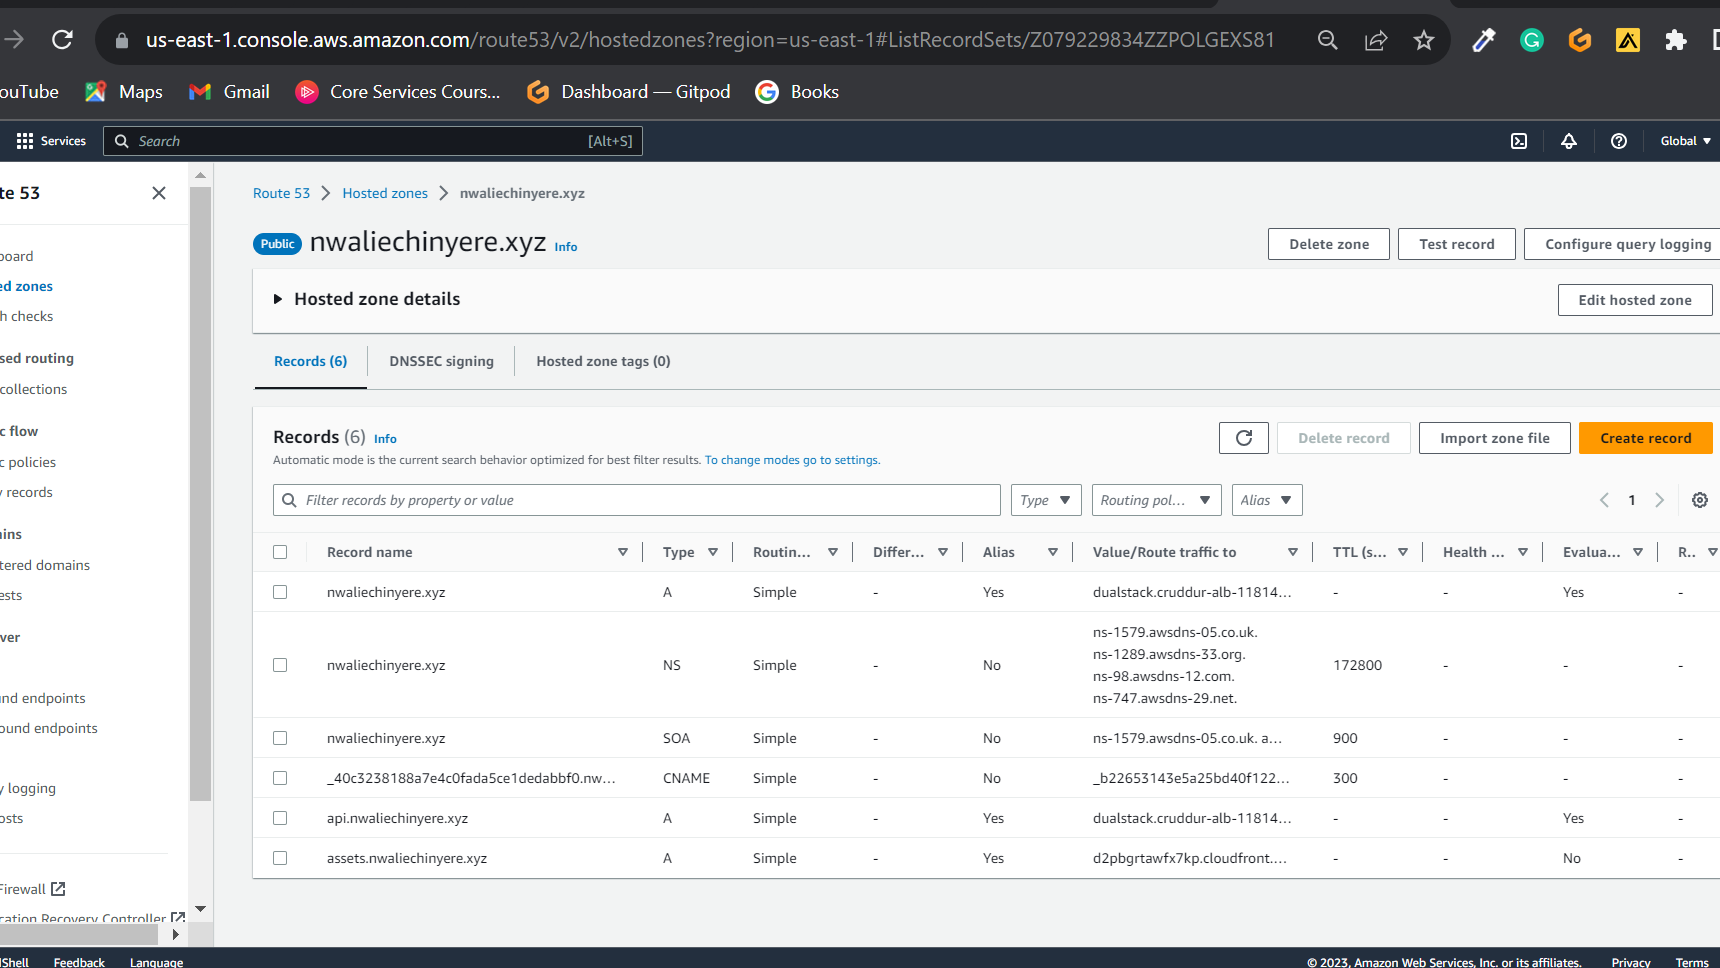 us-east-1.console.aws.amazon.com/route53/v2/hostedzones?region=us-east-1#ListRecordSets/Z079229834ZZPOLGEXS81
ouTube Maps Gmail Core Services Cours... Dashboard — Gitpod Books
Services Search [Alt+S] Global
te 53
oard
ed zones
h checks
sed routing
collections
c flow
c policies
y records
ains
tered domains
ests
ver
nd endpoints
ound endpoints
y logging
osts
Firewall
cation Recovery Controller
Route 53 Hosted zones nwaliechinyere.xyz
Public nwaliechinyere.xyz Info Delete zone Test record Configure query logging
Hosted zone details Edit hosted zone
Records (6) DNSSEC signing Hosted zone tags (0)
Records (6) Info Delete record Import zone file Create record
Automatic mode is the current search behavior optimized for best filter results. To change modes go to settings.
Filter records by property or value Type Routing pol... Alias 1
Record name Type Routin... Differ... Alias Value/Route traffic to TTL (s... Health ... Evalua... R..
nwaliechinyere.xyz A Simple - Yes dualstack.cruddur-alb-11814... - - Yes -
nwaliechinyere.xyz NS Simple - No ns-1579.awsdns-05.co.uk. 172800 - - -
ns-1289.awsdns-33.org.
ns-98.awsdns-12.com.
ns-747.awsdns-29.net.
nwaliechinyere.xyz SOA Simple - No ns-1579.awsdns-05.co.uk. a... 900 - - -
_40c3238188a7e4c0fada5ce1dedabbf0.nw... CNAME Simple - No _b22653143e5a25bd40f122... 300 - - -
api.nwaliechinyere.xyz A Simple - Yes dualstack.cruddur-alb-11814... - - Yes -
assets.nwaliechinyere.xyz A Simple - Yes d2pbgrtawfx7kp.cloudfront.... - - No -
Shell Feedback Language © 2023, Amazon Web Services, Inc. or its affiliates. Privacy Terms